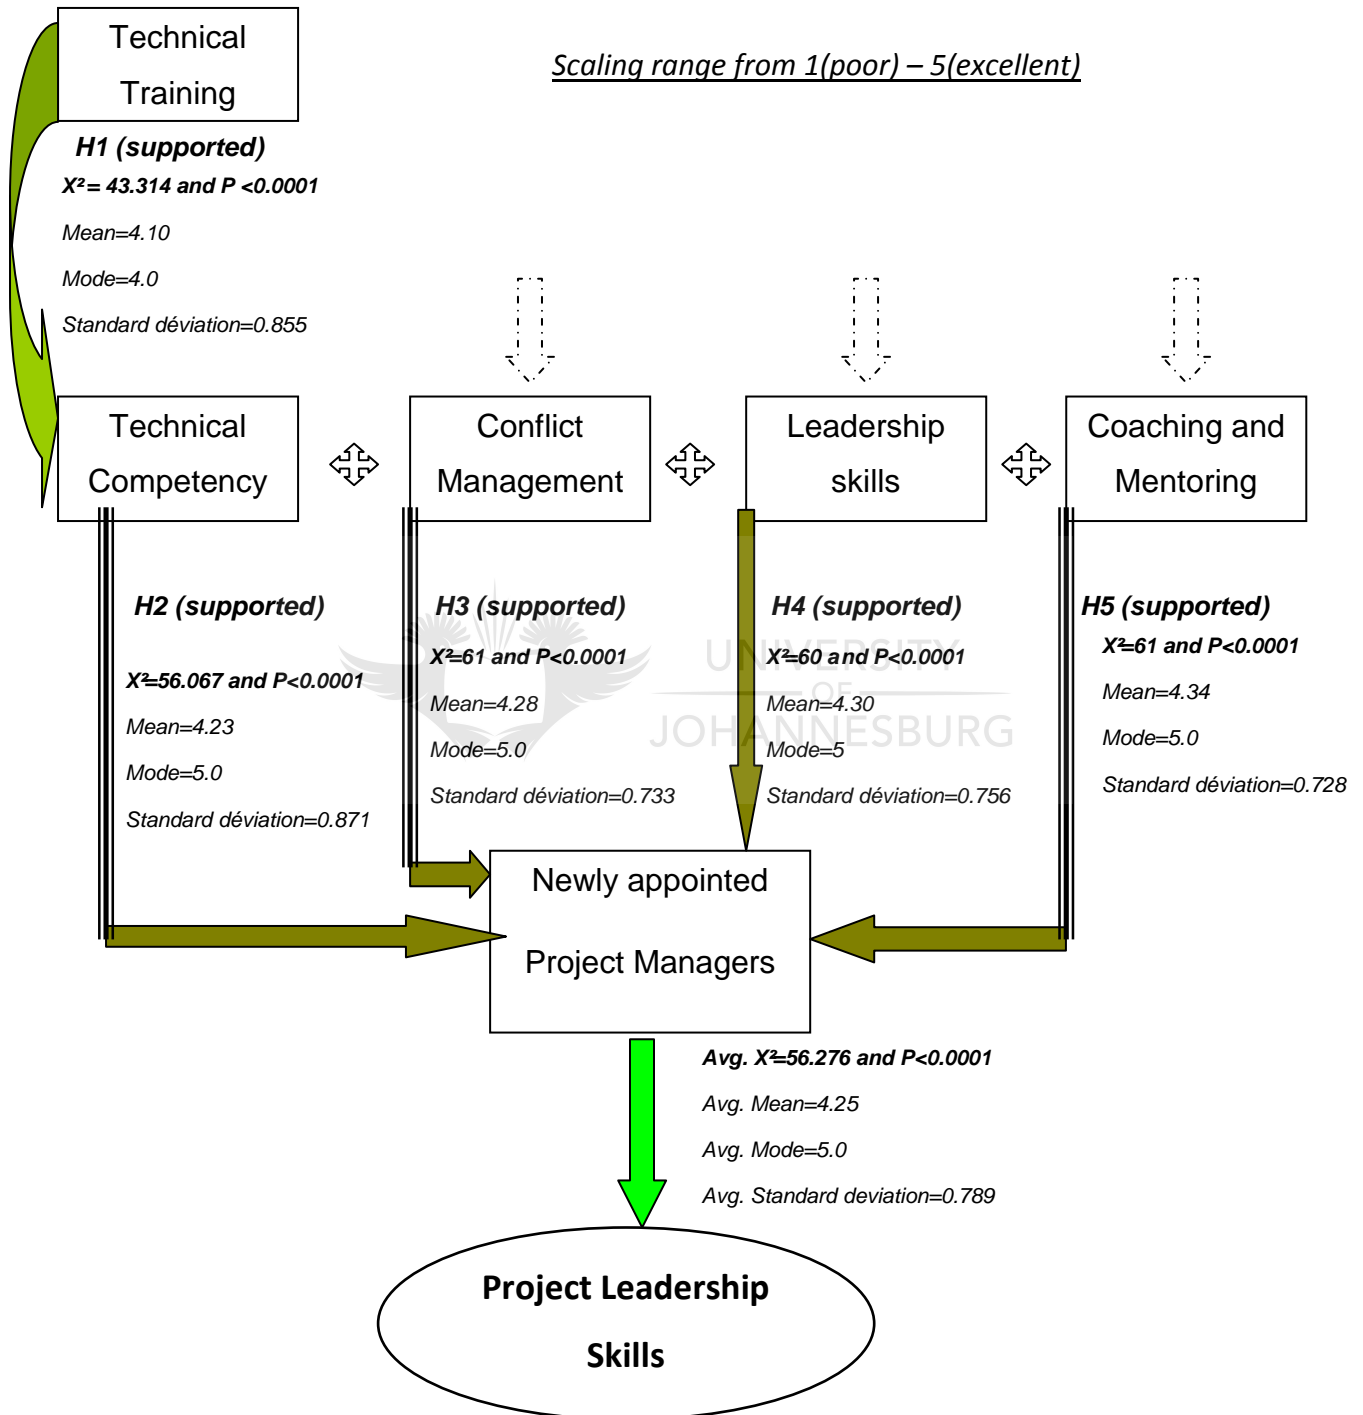 Technical
Training
Scaling range from 1(poor) – 5(excellent)
H1 (supported)
X²= 43.314 and P <0.0001
Mean=4.10
Mode=4.0
Standard déviation=0.855
Technical
Competency
Conflict
Management
Leadership
skills
Coaching and
Mentoring
H2 (supported)
X²=56.067 and P<0.0001
Mean=4.23
Mode=5.0
Standard déviation=0.871
H3 (supported)
X²=61 and P<0.0001
Mean=4.28
Mode=5.0
Standard déviation=0.733
H4 (supported)
X²=60 and P<0.0001
Mean=4.30
Mode=5
Standard déviation=0.756
H5 (supported)
X²=61 and P<0.0001
Mean=4.34
Mode=5.0
Standard déviation=0.728
UNIVERSITY
OF
JOHANNESBURG
Newly appointed
Project Managers
Avg. X²=56.276 and P<0.0001
Avg. Mean=4.25
Avg. Mode=5.0
Avg. Standard deviation=0.789
Project Leadership
Skills